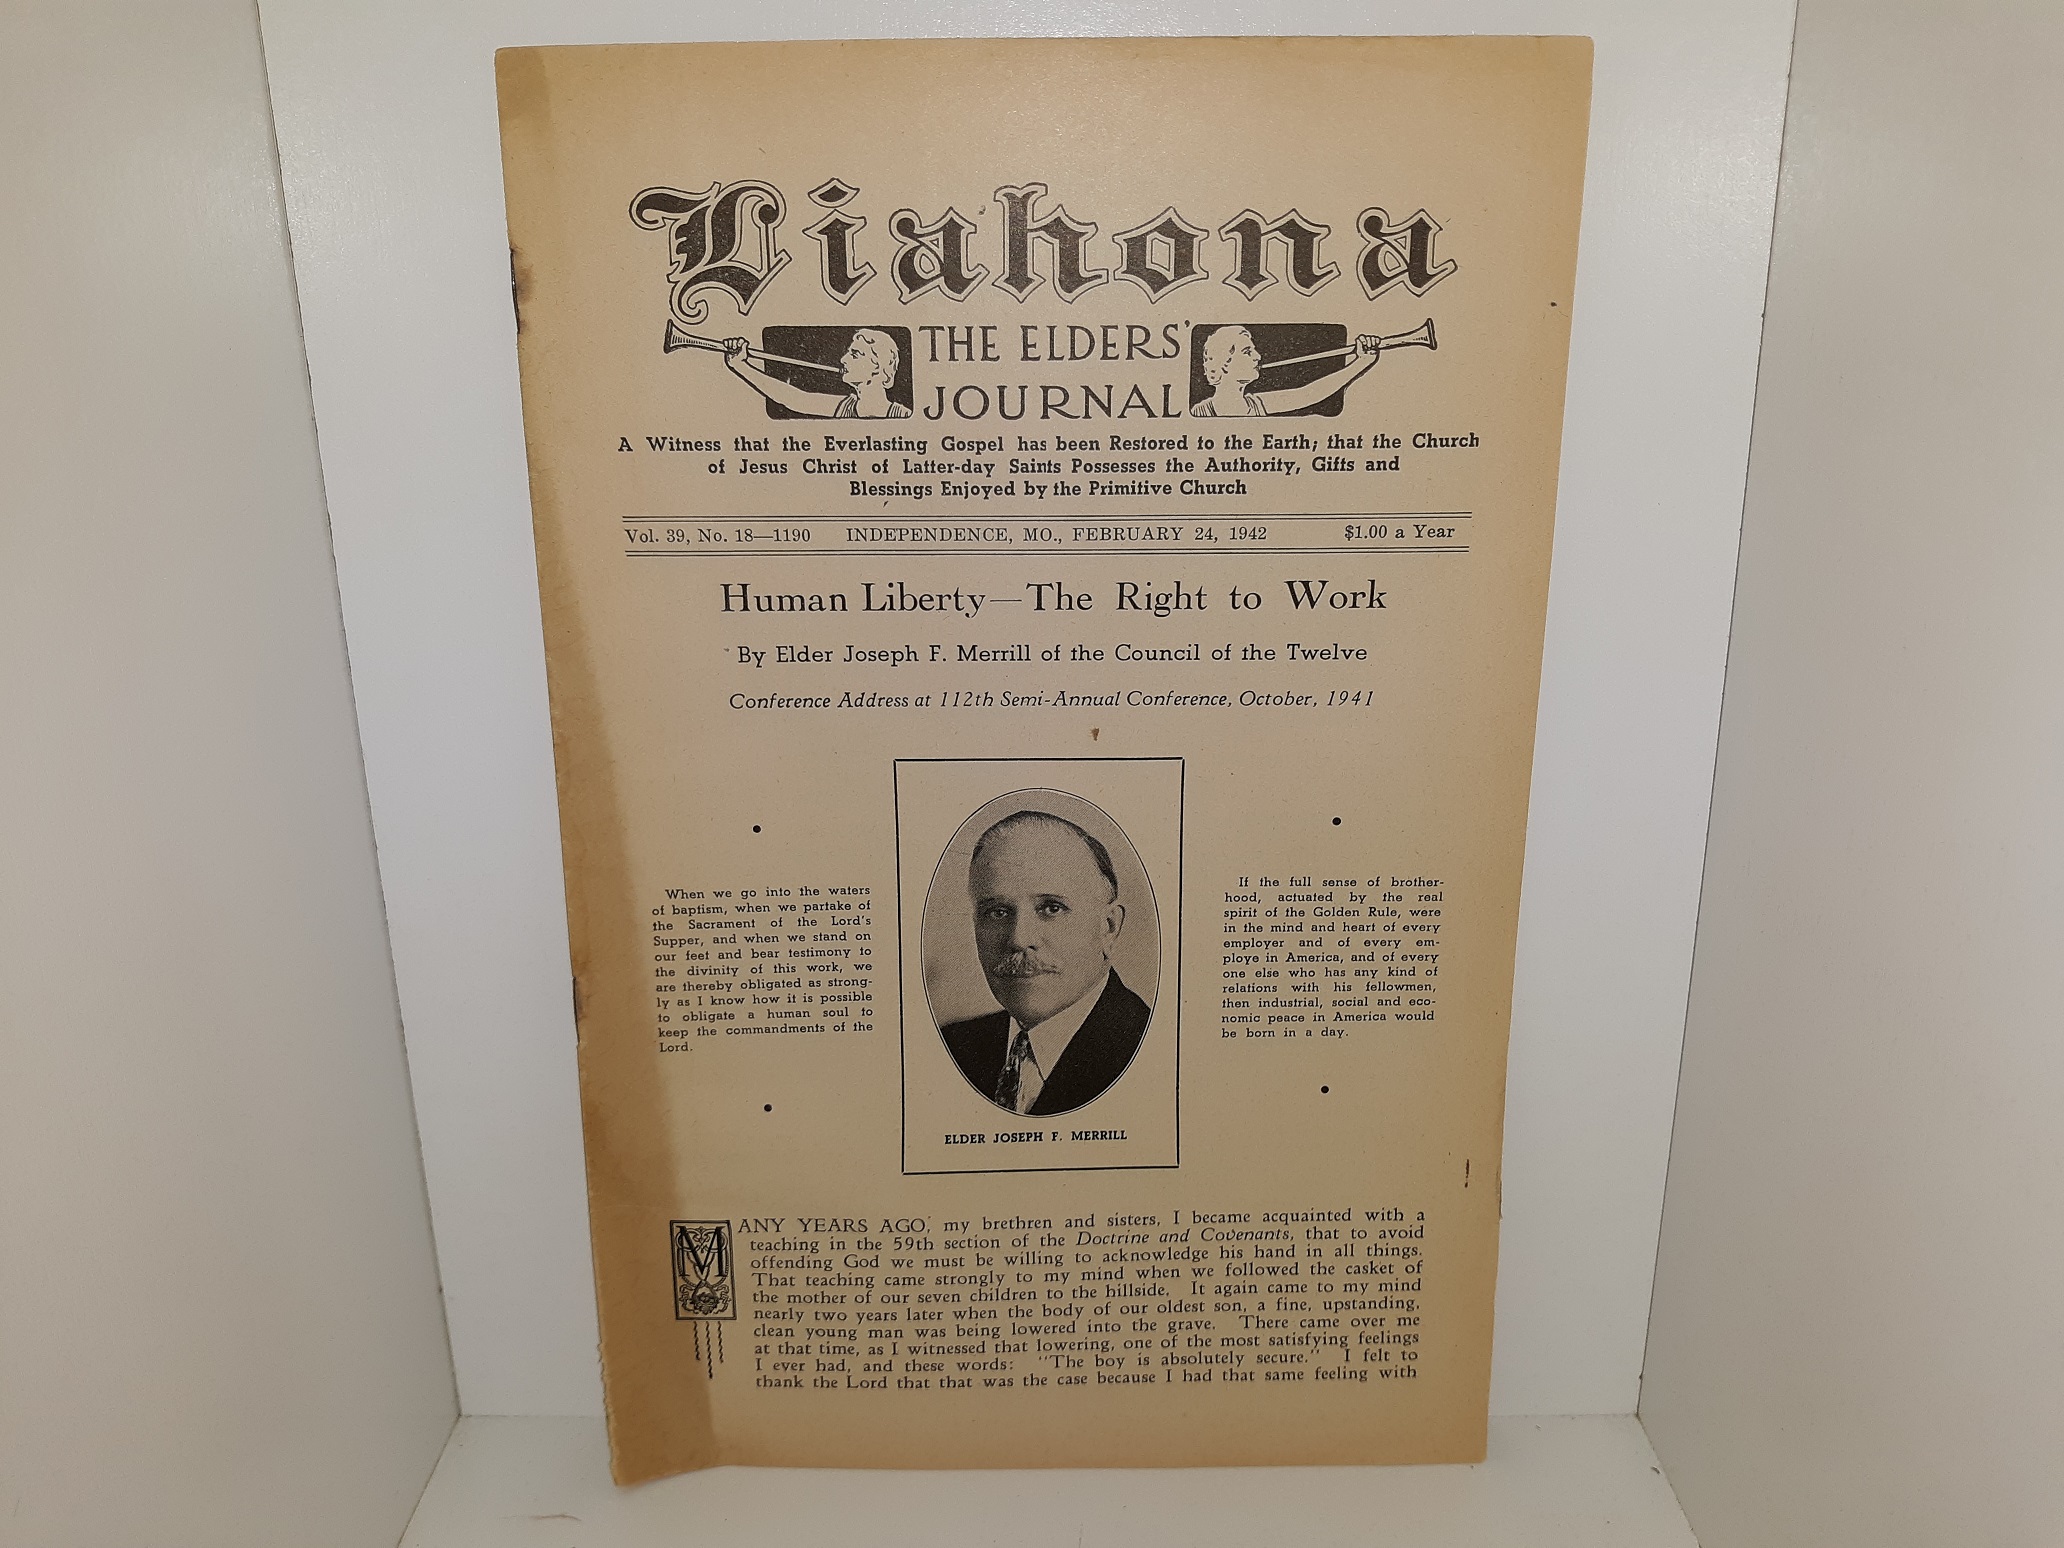 Liahona
THE ELDERS'
JOURNAL
A Witness that the Everlasting Gospel has been Restored to the Earth; that the Church
of Jesus Christ of Latter-day Saints Possesses the Authority, Gifts and
Blessings Enjoyed by the Primitive Church
Vol. 39, No. 18—1190 INDEPENDENCE, MO., FEBRUARY 24, 1942 $1.00 a Year
Human Liberty—The Right to Work
By Elder Joseph F. Merrill of the Council of the Twelve
Conference Address at 112th Semi-Annual Conference, October, 1941
When we go into the waters
of baptism, when we partake of
the Sacrament of the Lord's
Supper, and when we stand on
our feet and bear testimony to
the divinity of this work, we
are thereby obligated as strong-
ly as I know how it is possible
to obligate a human soul to
keep the commandments of the
Lord.
ELDER JOSEPH F. MERRILL
If the full sense of brother-
hood, actuated by the real
spirit of the Golden Rule, were
in the mind and heart of every
employer and of every em-
ploye in America, and of every
one else who has any kind of
relations with his fellowmen,
then industrial, social and eco-
nomic peace in America would
be born in a day.
MANY YEARS AGO, my brethren and sisters, I became acquainted with a
teaching in the 59th section of the Doctrine and Covenants, that to avoid
offending God we must be willing to acknowledge his hand in all things.
That teaching came strongly to my mind when we followed the casket of
the mother of our seven children to the hillside. It again came to my mind
nearly two years later when the body of our oldest son, a fine, upstanding,
clean young man was being lowered into the grave. There came over me
at that time, as I witnessed that lowering, one of the most satisfying feelings
I ever had, and these words: "The boy is absolutely secure." I felt to
thank the Lord that that was the case because I had that same feeling with